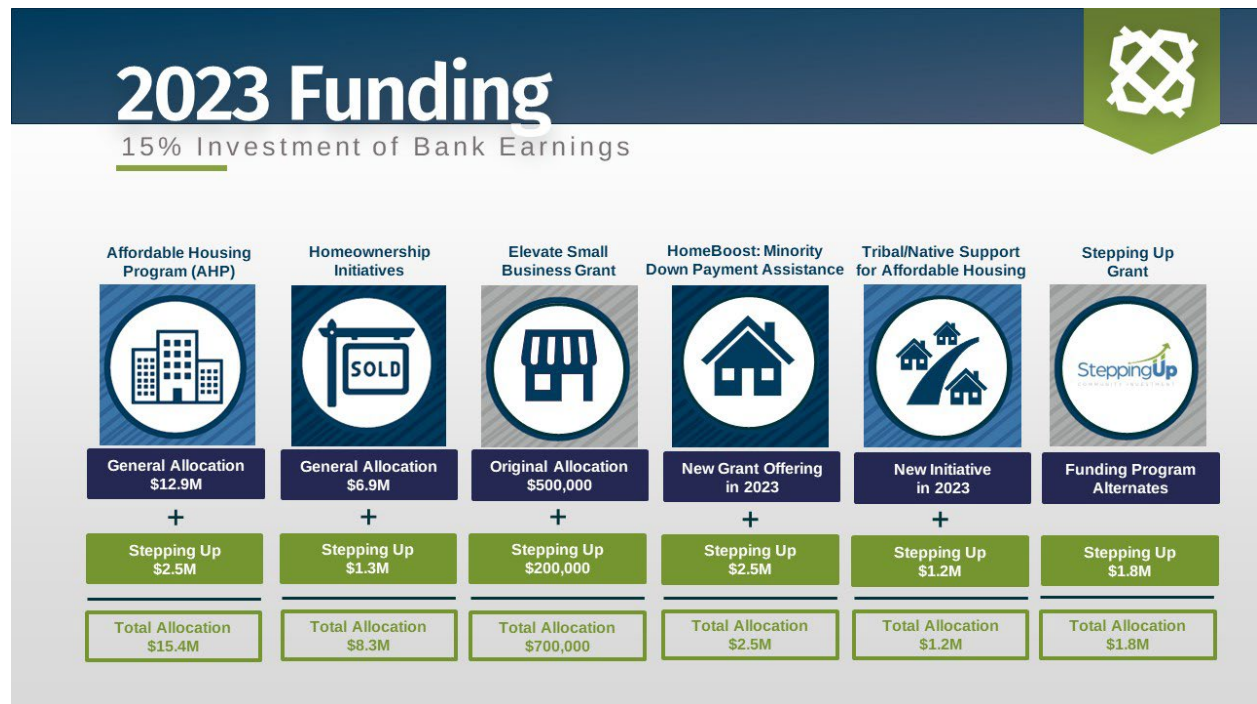 2023 Funding
15% Investment of Bank Earnings
Affordable Housing
Program (AHP)
General Allocation
$12.9M
+
Stepping Up
$2.5M
Total Allocation
$15.4M
Homeownership
Initiatives
SOLD
General Allocation
$6.9M
+
Stepping Up
$1.3M
Total Allocation
$8.3M
Elevate Small
Business Grant
Original Allocation
$500,000
+
Stepping Up
$200,000
Total Allocation
$700,000
HomeBoost: Minority
Down Payment Assistance
New Grant Offering
in 2023
+
Stepping Up
$2.5M
Total Allocation
$2.5M
Tribal/Native Support
for Affordable Housing
New Initiative
in 2023
+
Stepping Up
$1.2M
Total Allocation
$1.2M
Stepping Up
Grant
SteppingUp
COMMUNITY INVESTMENT
Funding Program
Alternates
Stepping Up
$1.8M
Total Allocation
$1.8M